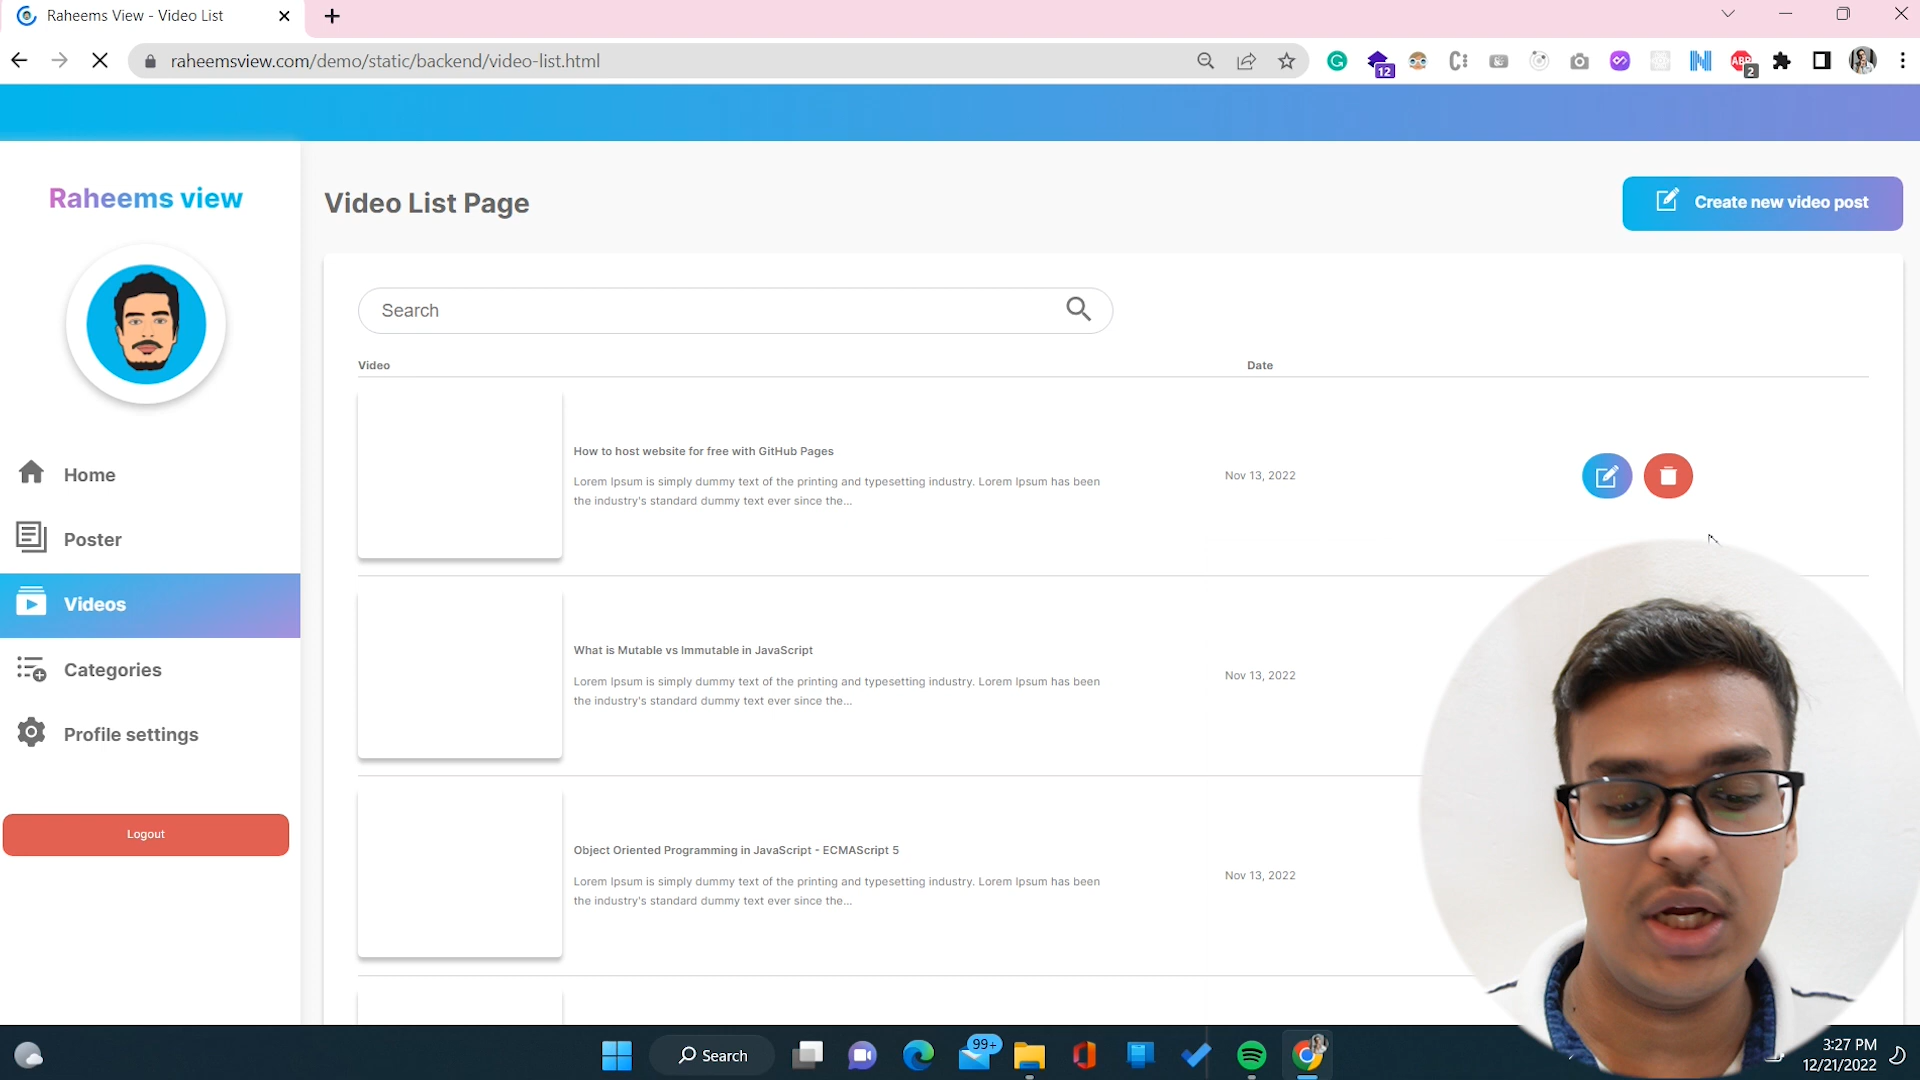 Raheems View - Video List
raheemsview.com/demo/static/backend/video-list.html
12
ABP
2
Raheems view
Video List Page
Create new video post
Search
Video
Date
How to host website for free with GitHub Pages
Lorem Ipsum is simply dummy text of the printing and typesetting industry. Lorem Ipsum has been
the industry's standard dummy text ever since the...
Nov 13, 2022
Home
Poster
Videos
Categories
Profile settings
Logout
What is Mutable vs Immutable in JavaScript
Lorem Ipsum is simply dummy text of the printing and typesetting industry. Lorem Ipsum has been
the industry's standard dummy text ever since the...
Nov 13, 2022
Object Oriented Programming in JavaScript - ECMAScript 5
Lorem Ipsum is simply dummy text of the printing and typesetting industry. Lorem Ipsum has been
the industry's standard dummy text ever since the...
Nov 13, 2022
Search
99+
3:27 PM
12/21/2022